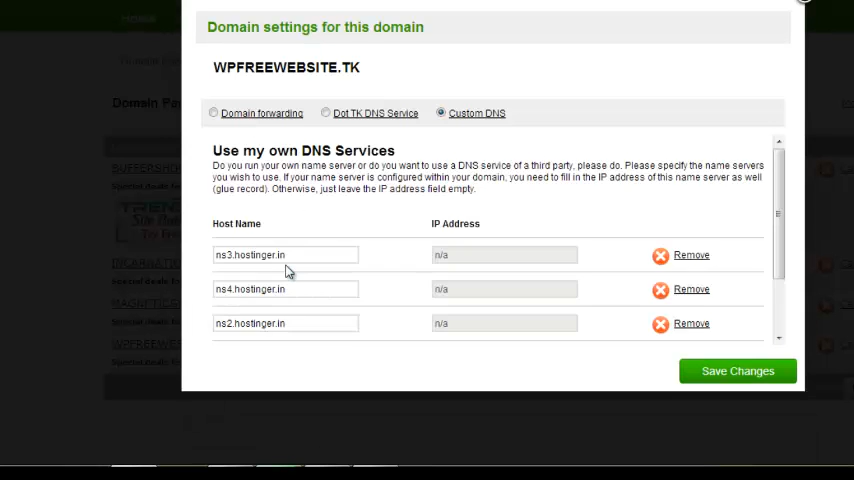 HOME
Domain settings for this domain
WPFREEWEBSITE.TK
Domain forwarding Dot TK DNS Service Custom DNS
Use my own DNS Services
Do you run your own name server or do you want to use a DNS service of a third party, please do. Please specify the name servers
you wish to use. If your name server is configured within your domain, you need to fill in the IP address of this name server as well
(glue record). Otherwise, just leave the IP address field empty.
Host Name IP Address
ns3.hostinger.in n/a Remove
ns4.hostinger.in n/a Remove
ns2.hostinger.in n/a Remove
Save Changes